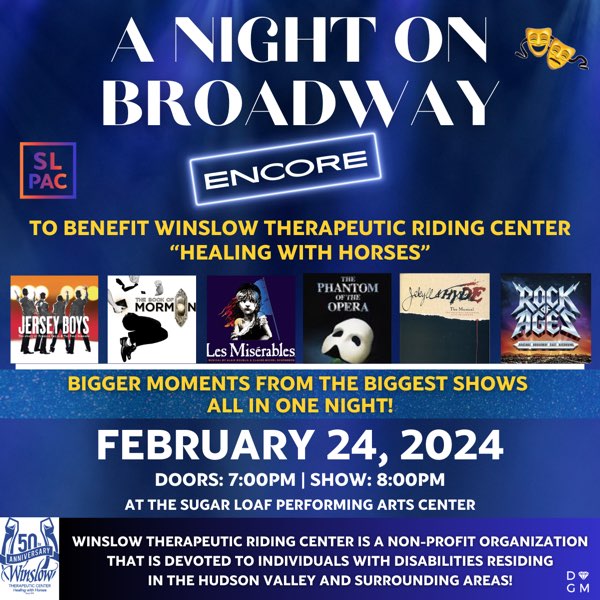 A NIGHT ON
BROADWAY
SL
PAC
ENCORE
TO BENEFIT WINSLOW THERAPEUTIC RIDING CENTER
“HEALING WITH HORSES”
JERSEY BOYS
THE BOOK OF
MORMON
Les Misérables
THE
PHANTOM
OF THE
OPERA
Jekyll & HYDE
The Musical
ROCK
OF
AGES
BIGGER MOMENTS FROM THE BIGGEST SHOWS
ALL IN ONE NIGHT!
FEBRUARY 24, 2024
DOORS: 7:00PM | SHOW: 8:00PM
AT THE SUGAR LOAF PERFORMING ARTS CENTER
50
ANNIVERSARY
Winslow
THERAPEUTIC CENTER
Healing with Horses
WINSLOW THERAPEUTIC RIDING CENTER IS A NON-PROFIT ORGANIZATION
THAT IS DEVOTED TO INDIVIDUALS WITH DISABILITIES RESIDING
IN THE HUDSON VALLEY AND SURROUNDING AREAS!
D
G M